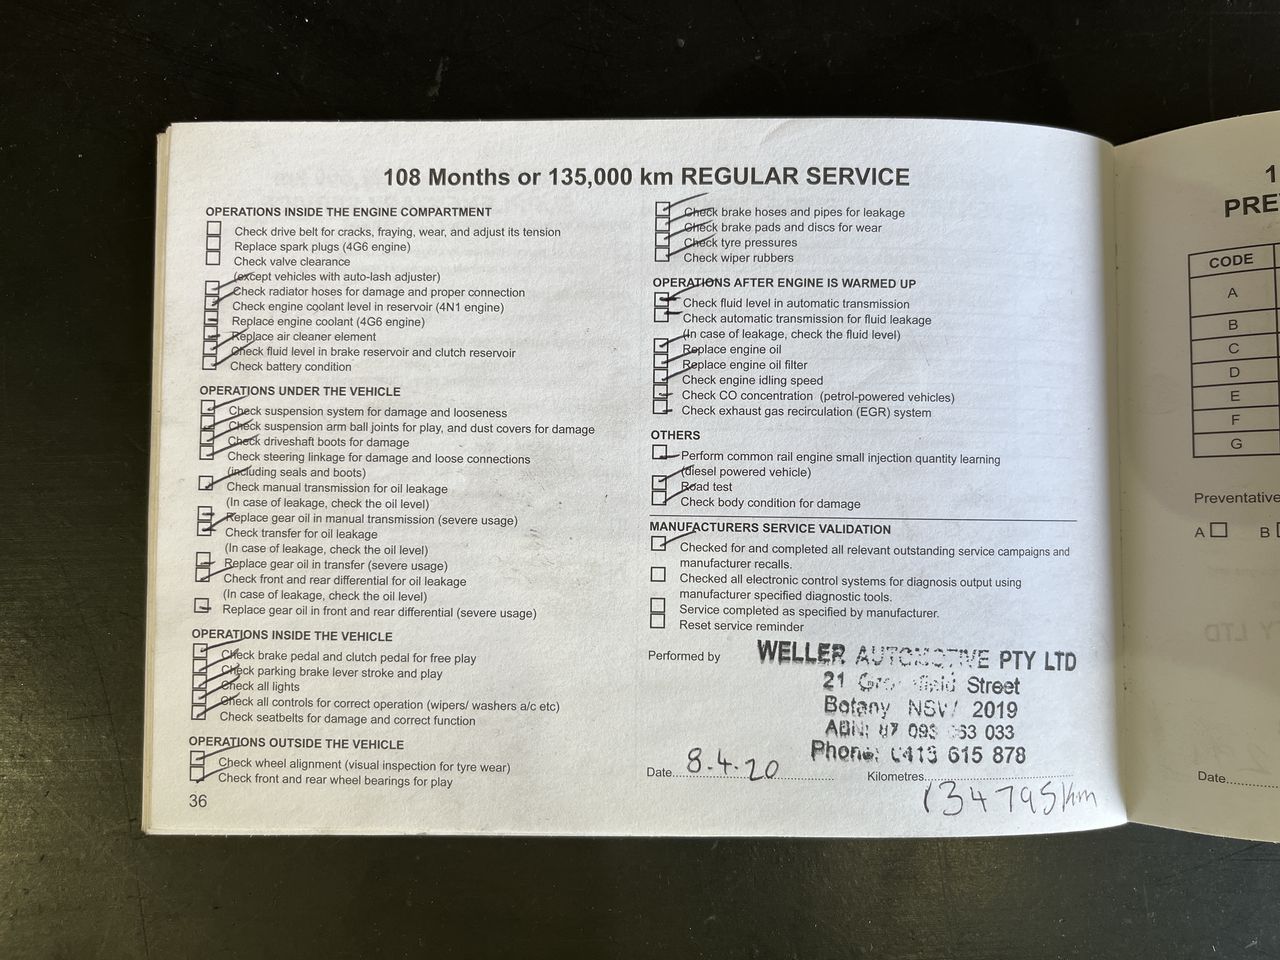 108 Months or 135,000 km REGULAR SERVICE
OPERATIONS INSIDE THE ENGINE COMPARTMENT
Check drive belt for cracks, fraying, wear, and adjust its tension
Replace spark plugs (4G6 engine)
Check valve clearance
(except vehicles with auto-lash adjuster)
Check radiator hoses for damage and proper connection
Check engine coolant level in reservoir (4N1 engine)
Replace engine coolant (4G6 engine)
Replace air cleaner element
Check fluid level in brake reservoir and clutch reservoir
Check battery condition
OPERATIONS UNDER THE VEHICLE
Check suspension system for damage and looseness
Check suspension arm ball joints for play, and dust covers for damage
Check driveshaft boots for damage
Check steering linkage for damage and loose connections
(including seals and boots)
Check manual transmission for oil leakage
(In case of leakage, check the oil level)
Replace gear oil in manual transmission (severe usage)
Check transfer for oil leakage
(In case of leakage, check the oil level)
Replace gear oil in transfer (severe usage)
Check front and rear differential for oil leakage
(In case of leakage, check the oil level)
Replace gear oil in front and rear differential (severe usage)
OPERATIONS INSIDE THE VEHICLE
Check brake pedal and clutch pedal for free play
Check parking brake lever stroke and play
Check all lights
Check all controls for correct operation (wipers/ washers a/c etc)
Check seatbelts for damage and correct function
OPERATIONS OUTSIDE THE VEHICLE
Check wheel alignment (visual inspection for tyre wear)
Check front and rear wheel bearings for play
36
Check brake hoses and pipes for leakage
Check brake pads and discs for wear
Check tyre pressures
Check wiper rubbers
OPERATIONS AFTER ENGINE IS WARMED UP
Check fluid level in automatic transmission
Check automatic transmission for fluid leakage
(In case of leakage, check the fluid level)
Replace engine oil
Replace engine oil filter
Check engine idling speed
Check CO concentration (petrol-powered vehicles)
Check exhaust gas recirculation (EGR) system
OTHERS
Perform common rail engine small injection quantity learning
(diesel powered vehicle)
Road test
Check body condition for damage
MANUFACTURERS SERVICE VALIDATION
Checked for and completed all relevant outstanding service campaigns and
manufacturer recalls.
Checked all electronic control systems for diagnosis output using
manufacturer specified diagnostic tools.
Service completed as specified by manufacturer.
Reset service reminder
Performed by
WELLER AUTOMOTIVE PTY LTD
21 Street
Botany NSW 2019
ABN: 87 093 033
Phone: 0413 615 878
Date 8.4.20
Kilometres 134795km
1
PRE
CODE
A
B
C
D
E
F
G
Preventative
A B
Date